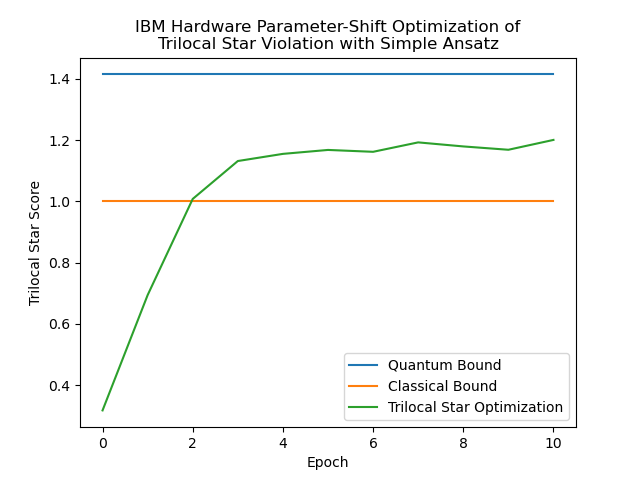 IBM Hardware Parameter-Shift Optimization of
Trilocal Star Violation with Simple Ansatz
Trilocal Star Score
1.4
1.2
1.0
0.8
0.6
0.4
Quantum Bound
Classical Bound
Trilocal Star Optimization
0 2 4 6 8 10
Epoch